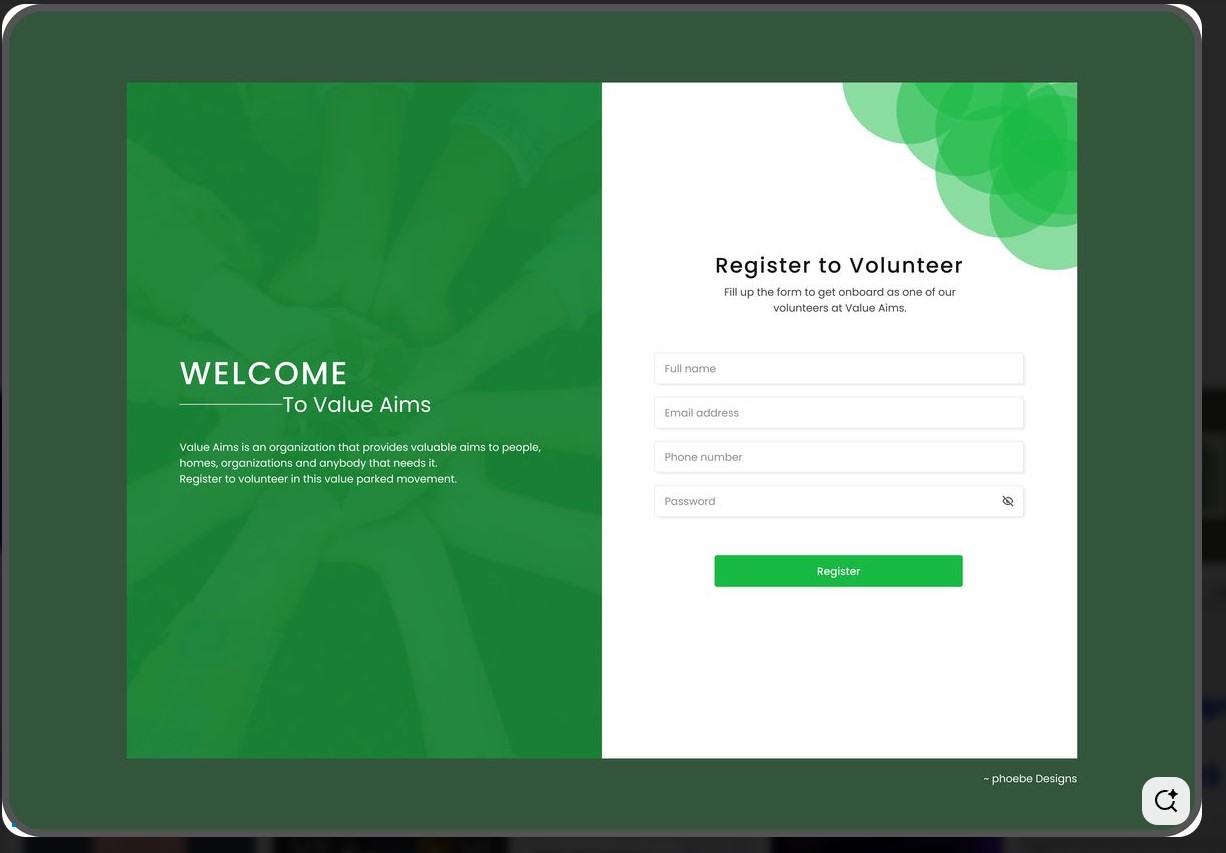 WELCOME
To Value Aims
Value Aims is an organization that provides valuable aims to people,
homes, organizations and anybody that needs it.
Register to volunteer in this value parked movement.
Register to Volunteer
Fill up the form to get onboard as one of our
volunteers at Value Aims.
Full name
Email address
Phone number
Password
Register
~ phoebe Designs